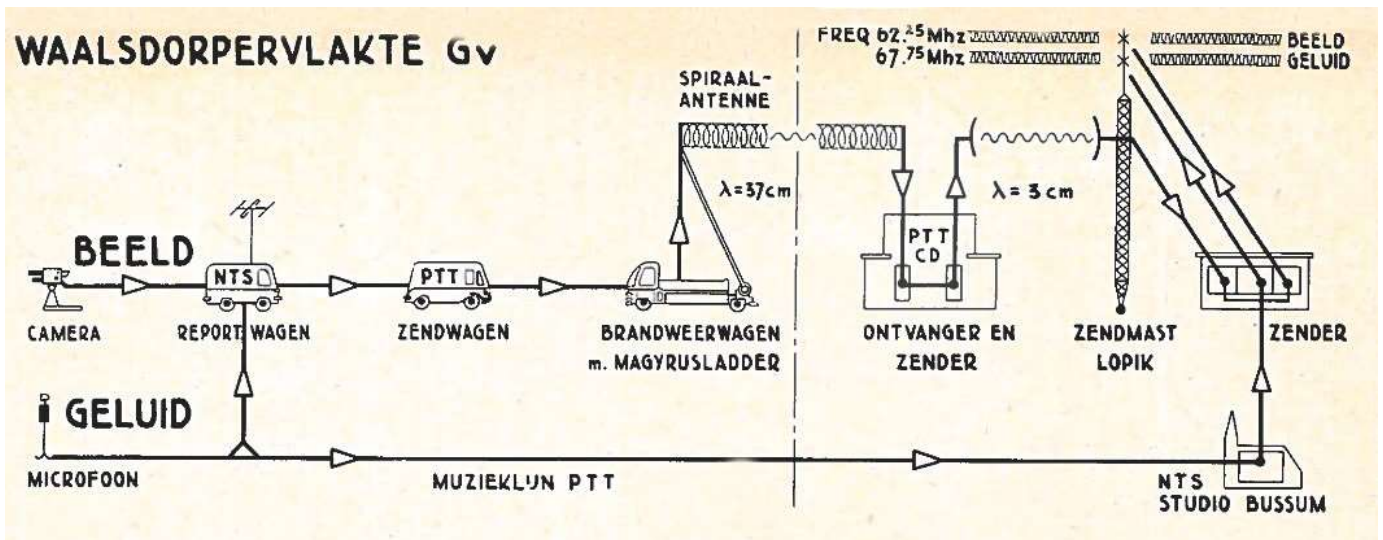 WAALSDORPERVLAKTE Gv
FREQ 62.25 Mhz
67.75 Mhz
BEELD
GELUID
SPIRAAL-
ANTENNE
λ=37cm
λ= 3 cm
BEELD
NTS
PTT
PTT
CD
CAMERA
REPORT WAGEN
ZENDWAGEN
BRANDWEERWAGEN
m. MAGYRUSLADDER
ONTVANGER EN
ZENDER
ZENDMAST
LOPIK
ZENDER
GELUID
MICROFOON
MUZIEKLIJN PTT
NTS
STUDIO BUSSUM